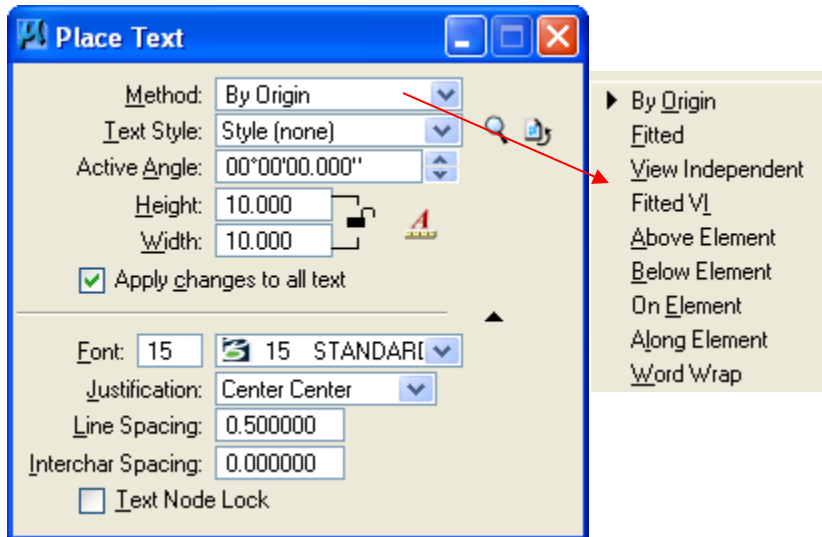 Place Text
Method: By Origin
Text Style: Style (none)
Active Angle: 00°00'00.000"
Height: 10.000
Width: 10.000
Apply changes to all text
Font: 15 15 STANDARD
Justification: Center Center
Line Spacing: 0.500000
Interchar Spacing: 0.000000
Text Node Lock
By Origin
Fitted
View Independent
Fitted VI
Above Element
Below Element
On Element
Along Element
Word Wrap